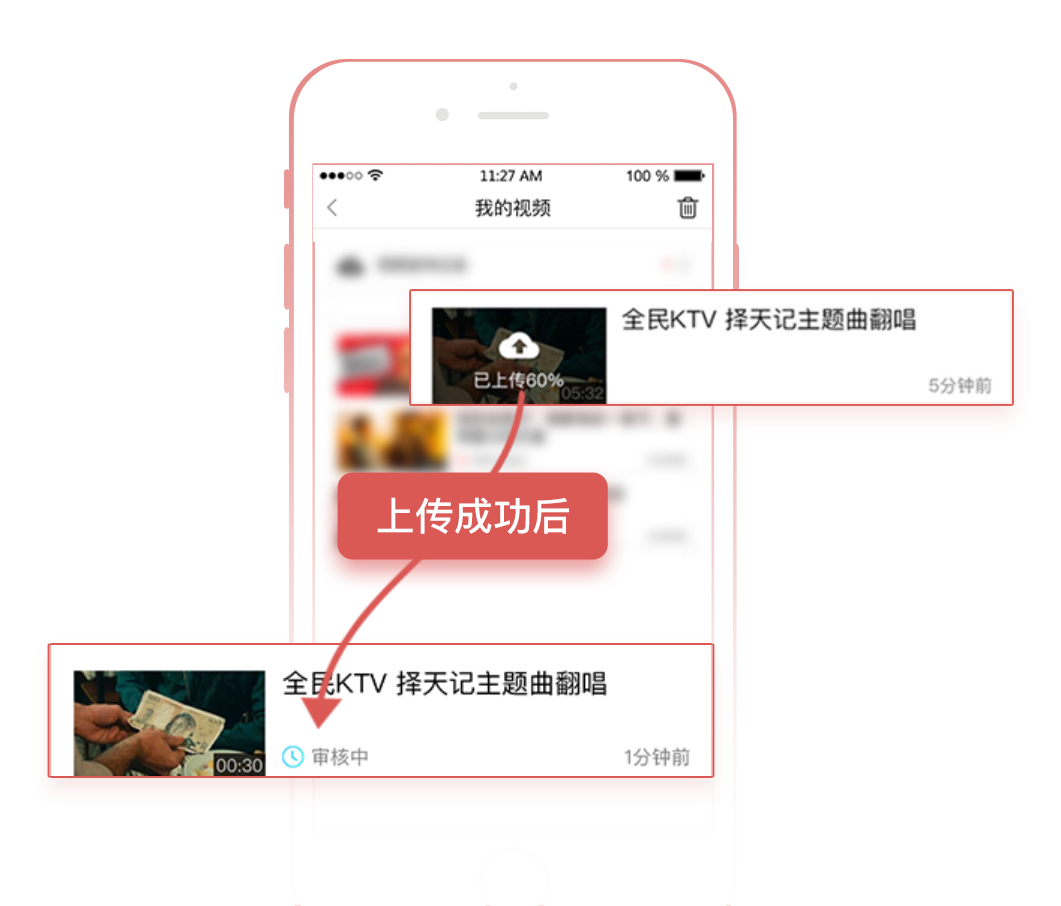 11:27 AM
100 %
我的视频
全民KTV 择天记主题曲翻唱
已上传60%
05:32
5分钟前
上传成功后
全民KTV 择天记主题曲翻唱
00:30
审核中
1分钟前